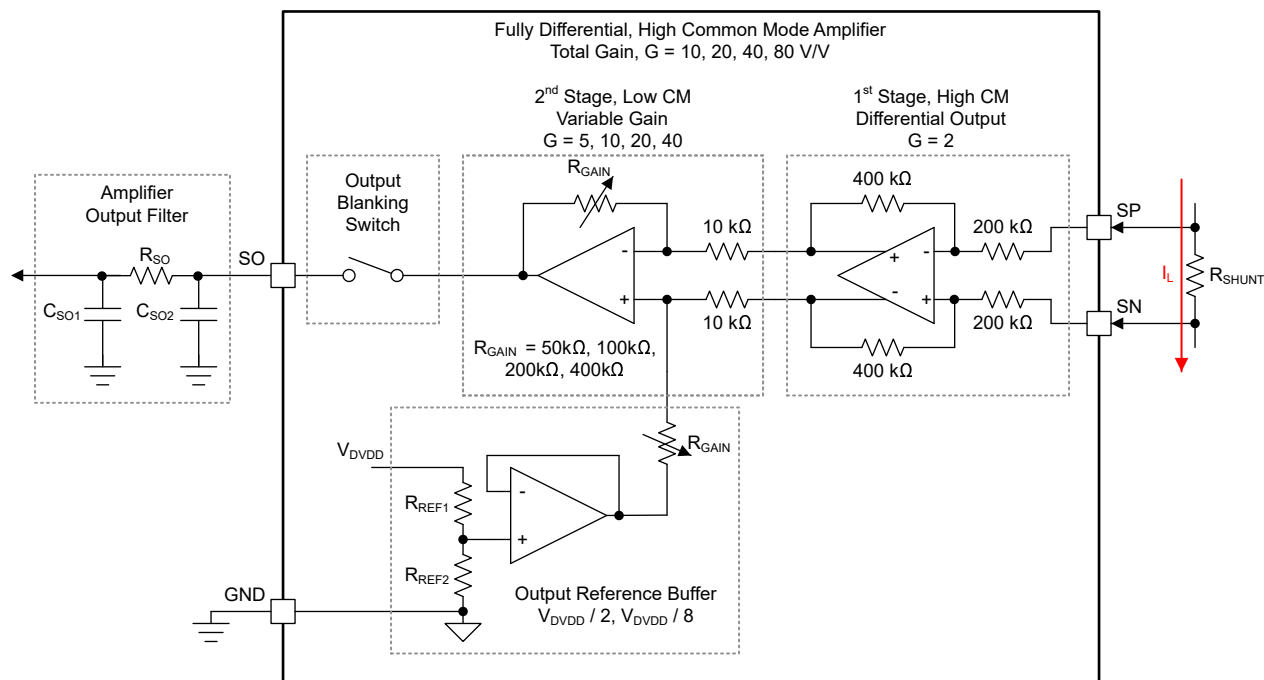 Fully Differential, High Common Mode Amplifier
Total Gain, G = 10, 20, 40, 80 V/V
2nd Stage, Low CM
Variable Gain
G = 5, 10, 20, 40
1st Stage, High CM
Differential Output
G = 2
Amplifier
Output Filter
RSO
CSO1
CSO2
SO
Output
Blanking
Switch
RGAIN
-
+
10 kΩ
10 kΩ
RGAIN = 50kΩ, 100kΩ,
200kΩ, 400kΩ
400 kΩ
+
-
-
+
200 kΩ
200 kΩ
400 kΩ
SP
SN
IL
RSHUNT
VDVDD
RREF1
RREF2
-
+
RGAIN
Output Reference Buffer
VDVDD / 2, VDVDD / 8
GND